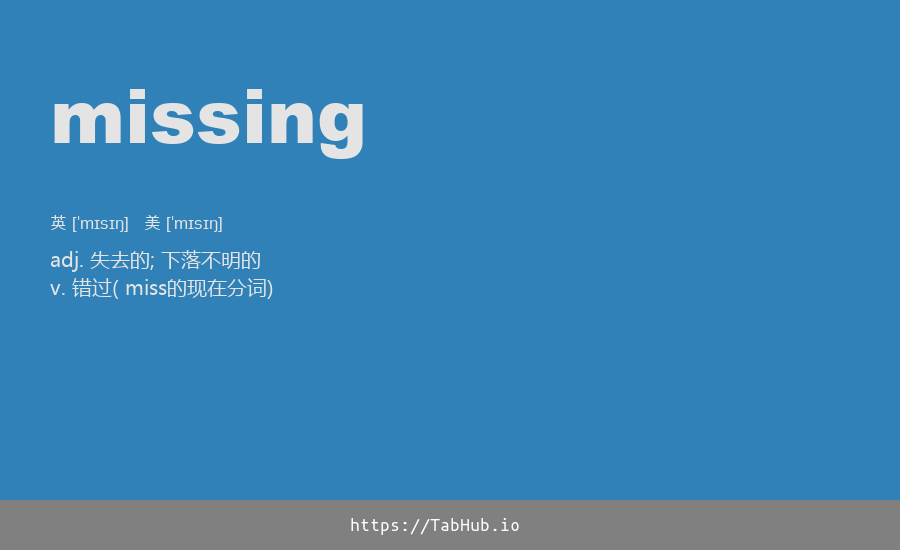 missing
英 [ˈmɪsɪŋ] 美 [ˈmɪsɪŋ]
adj. 失去的; 下落不明的
v. 错过( miss的现在分词)
https://TabHub.io